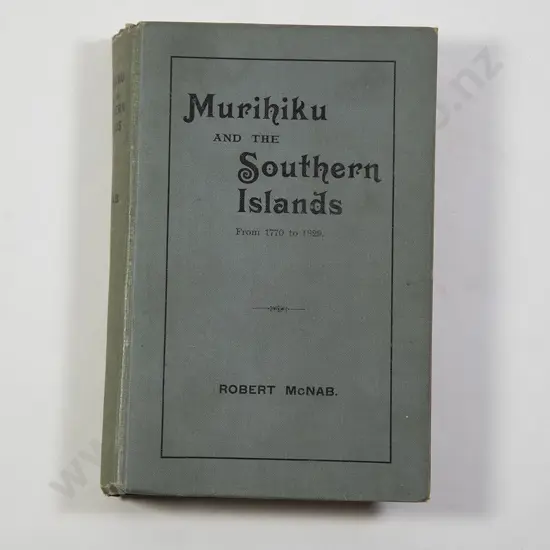 Murihiku
AND THE
Southern
Islands
From 1770 to 1829.
ROBERT McNAB.